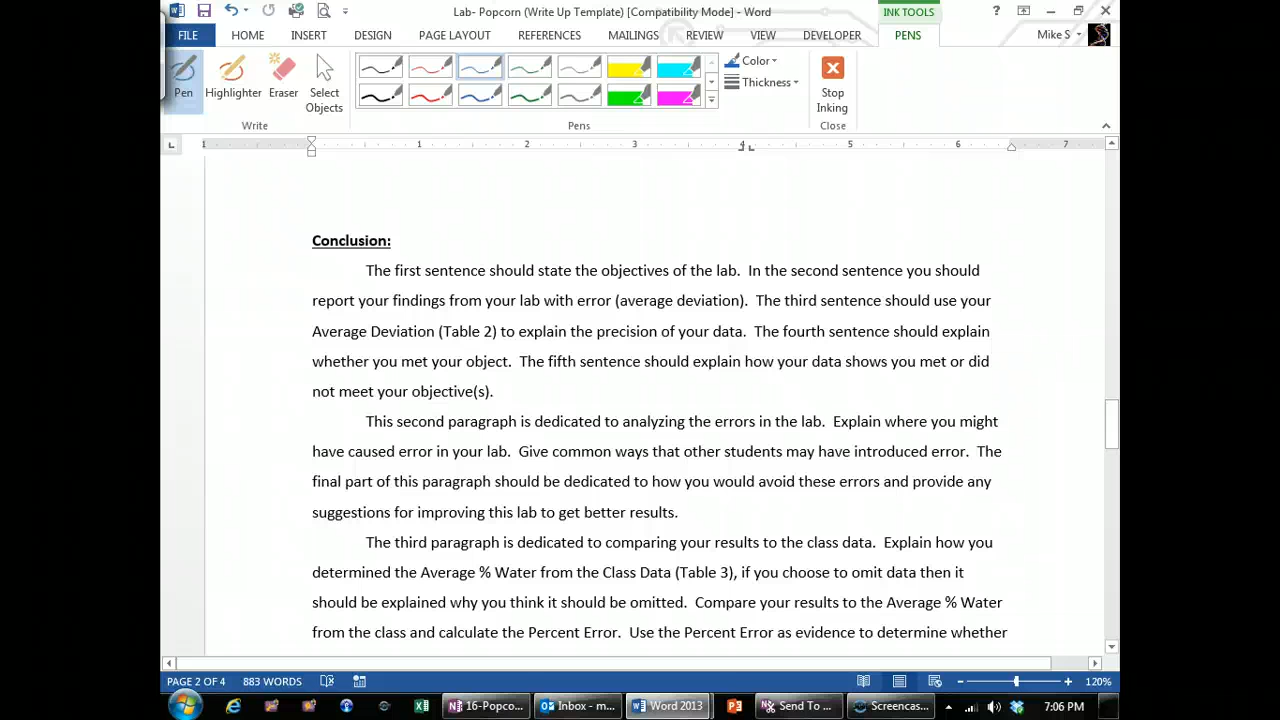 Lab- Popcorn (Write Up Template) [Compatibility Mode] - Word
INK TOOLS
?
FILE
HOME
INSERT
DESIGN
PAGE LAYOUT
REFERENCES
MAILINGS
REVIEW
VIEW
DEVELOPER
PENS
Mike S
Pen
Highlighter
Eraser
Select
Objects
Color
Thickness
Stop
Inking
Write
Pens
Close
1 1 2 3 4 5 6 7
Conclusion:
The first sentence should state the objectives of the lab. In the second sentence you should
report your findings from your lab with error (average deviation). The third sentence should use your
Average Deviation (Table 2) to explain the precision of your data. The fourth sentence should explain
whether you met your object. The fifth sentence should explain how your data shows you met or did
not meet your objective(s).
This second paragraph is dedicated to analyzing the errors in the lab. Explain where you might
have caused error in your lab. Give common ways that other students may have introduced error. The
final part of this paragraph should be dedicated to how you would avoid these errors and provide any
suggestions for improving this lab to get better results.
The third paragraph is dedicated to comparing your results to the class data. Explain how you
determined the Average % Water from the Class Data (Table 3), if you choose to omit data then it
should be explained why you think it should be omitted. Compare your results to the Average % Water
from the class and calculate the Percent Error. Use the Percent Error as evidence to determine whether
PAGE 2 OF 4
883 WORDS
120%
16-Popco...
Inbox - m...
Word 2013
Send To ...
Screencas...
7:06 PM